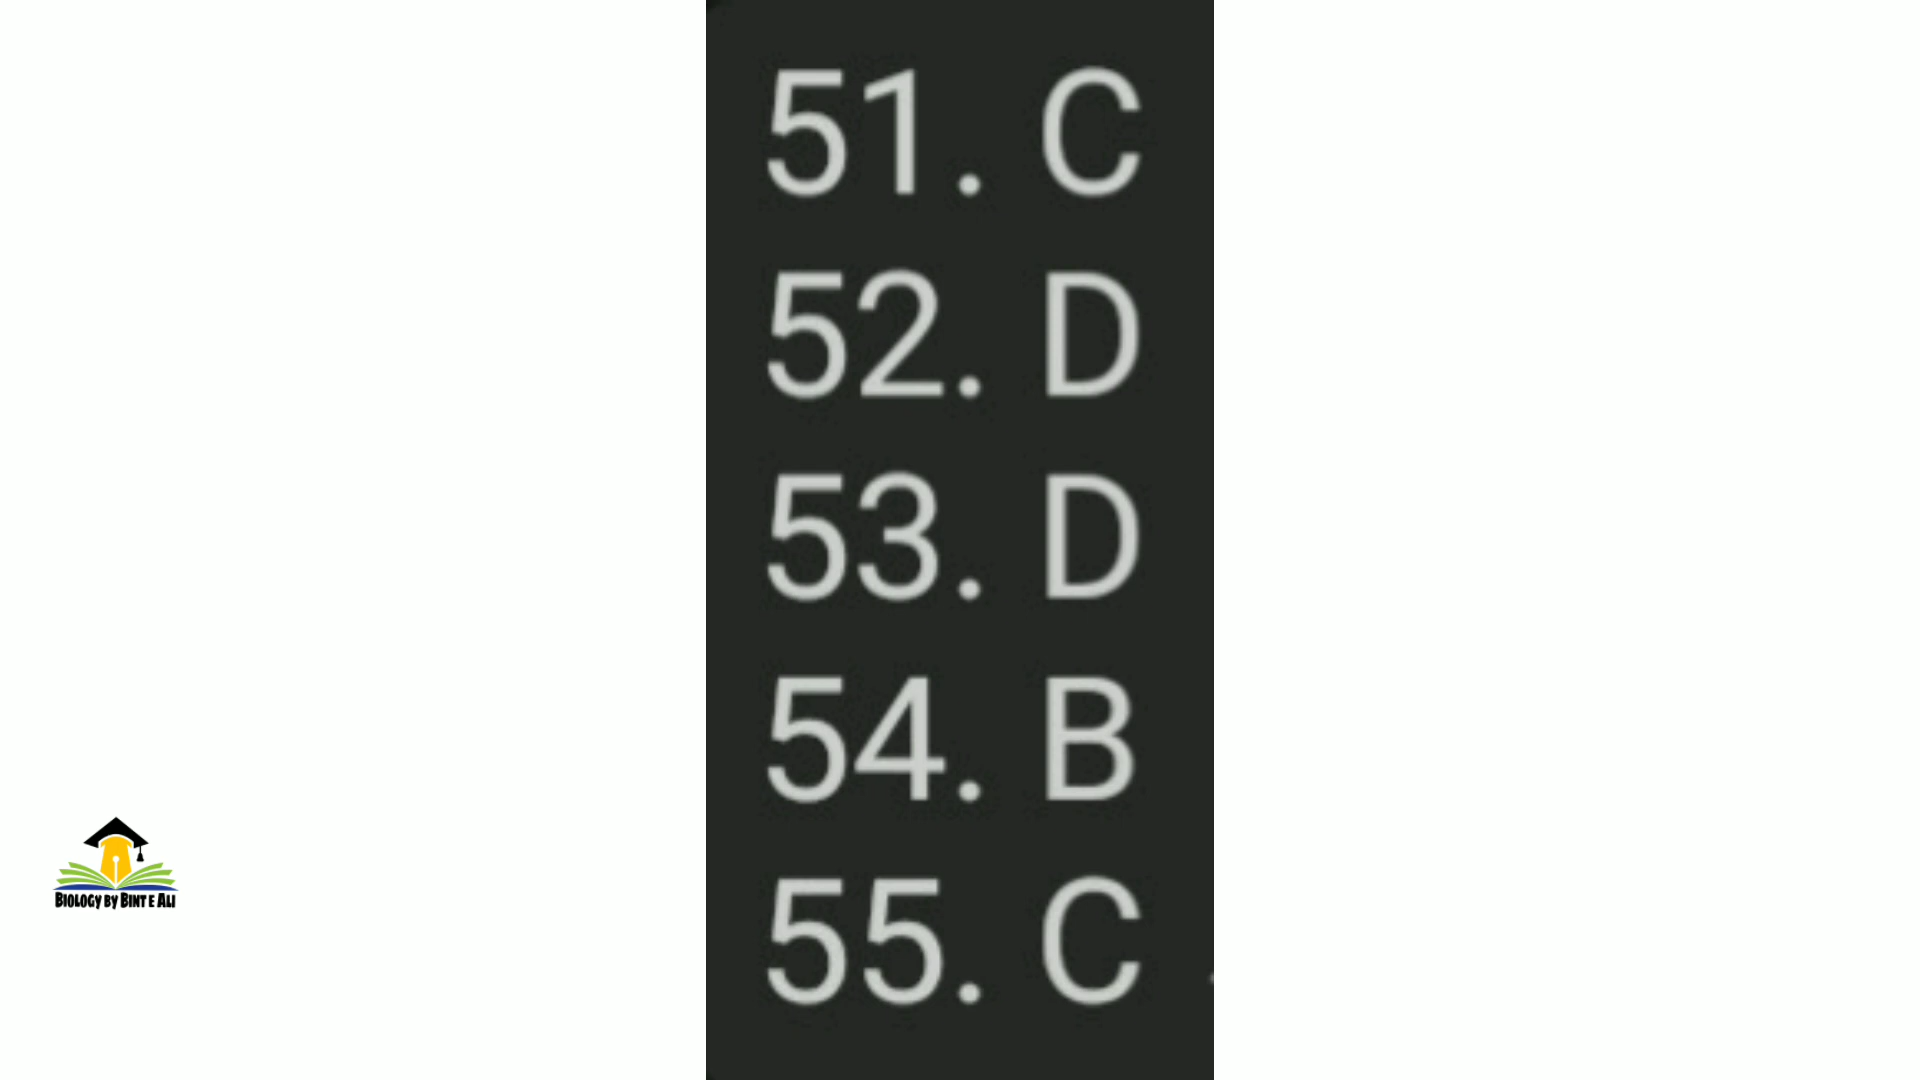 51. C
52. D
53. D
54. B
55. C
BIOLOGY BY BINT E ALI